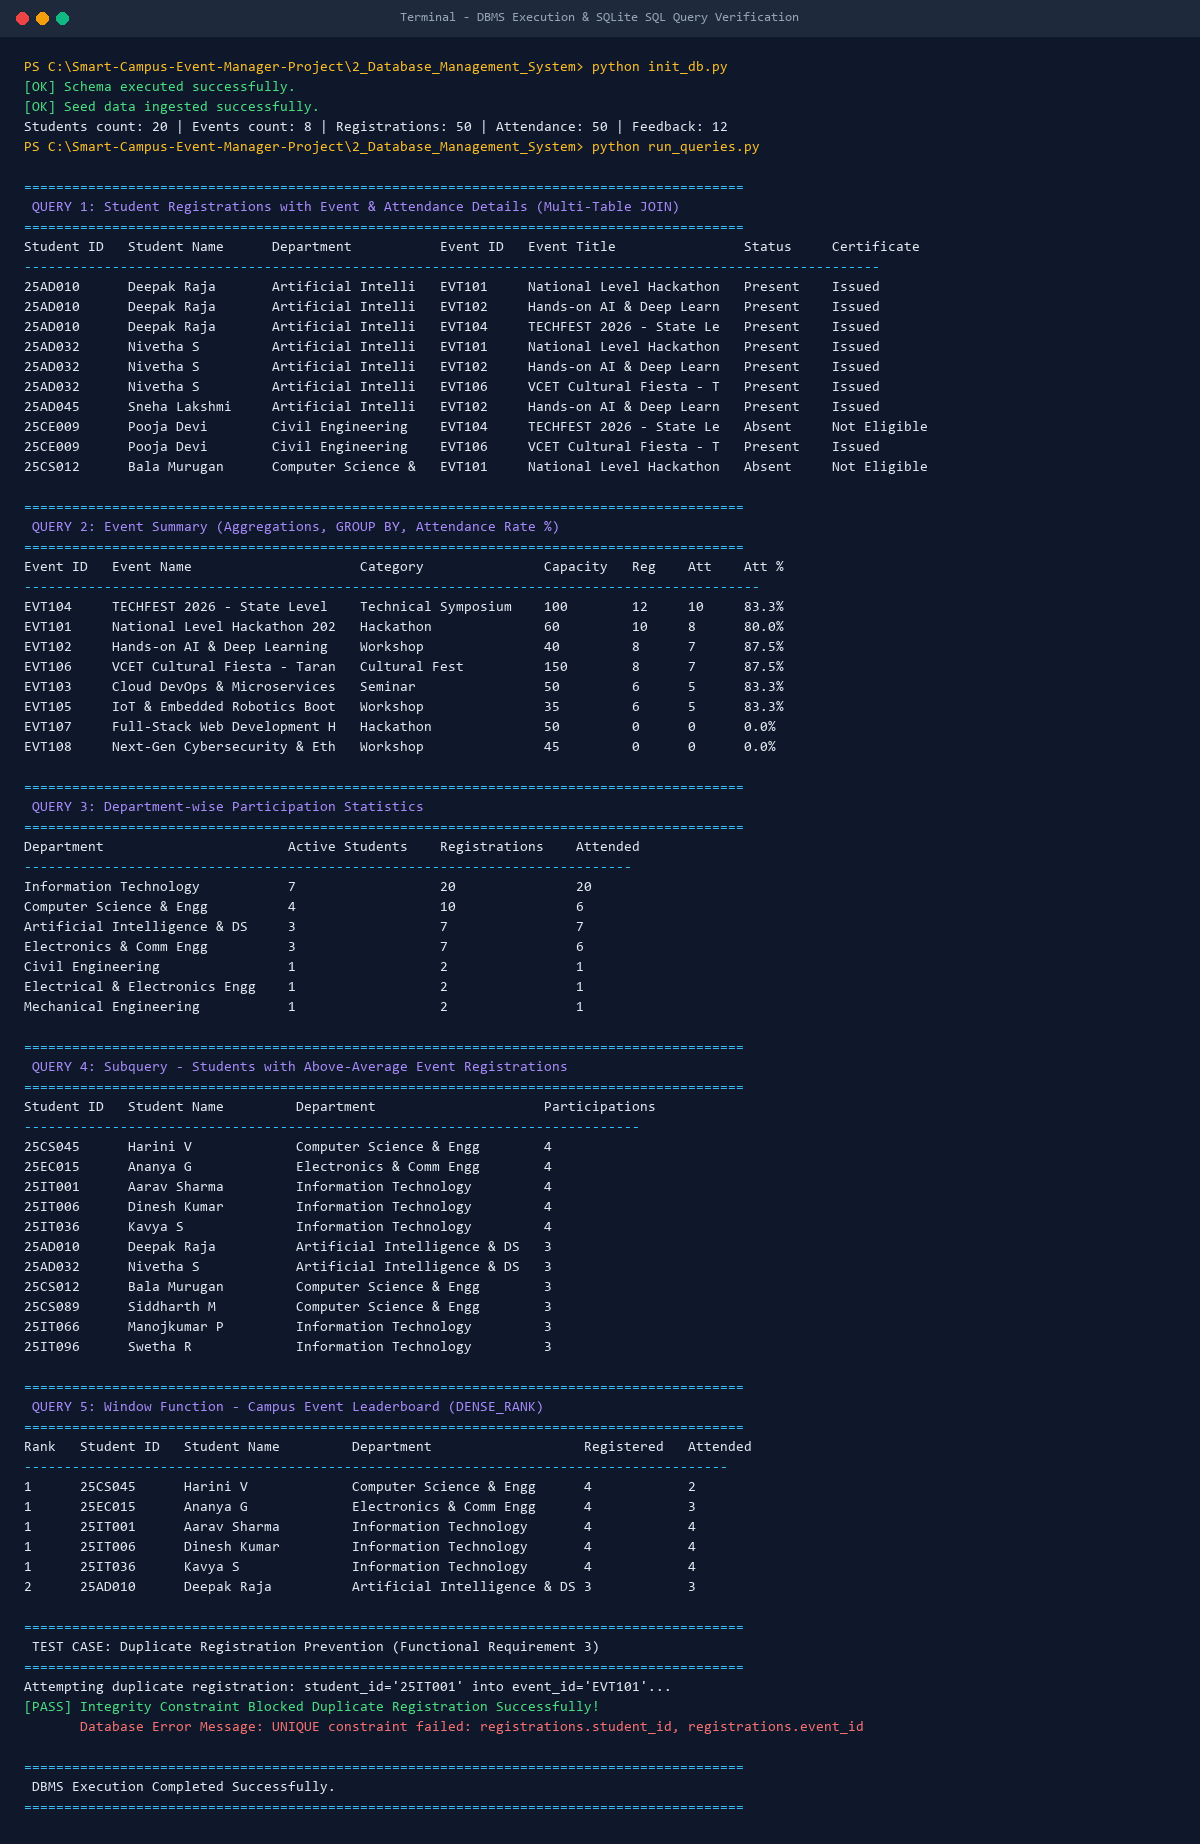 Terminal - DBMS Execution & SQLite SQL Query Verification
PS C:\Smart-Campus-Event-Manager-Project\2_Database_Management_System> python init_db.py
[OK] Schema executed successfully.
[OK] Seed data ingested successfully.
Students count: 20 | Events count: 8 | Registrations: 50 | Attendance: 50 | Feedback: 12
PS C:\Smart-Campus-Event-Manager-Project\2_Database_Management_System> python run_queries.py
==========================================================================================
 QUERY 1: Student Registrations with Event & Attendance Details (Multi-Table JOIN)
==========================================================================================
Student ID   Student Name      Department           Event ID   Event Title                Status     Certificate
-----------------------------------------------------------------------------------------------------------
25AD010      Deepak Raja       Artificial Intelli   EVT101     National Level Hackathon   Present    Issued
25AD010      Deepak Raja       Artificial Intelli   EVT102     Hands-on AI & Deep Learn   Present    Issued
25AD010      Deepak Raja       Artificial Intelli   EVT104     TECHFEST 2026 - State Le   Present    Issued
25AD032      Nivetha S         Artificial Intelli   EVT101     National Level Hackathon   Present    Issued
25AD032      Nivetha S         Artificial Intelli   EVT102     Hands-on AI & Deep Learn   Present    Issued
25AD032      Nivetha S         Artificial Intelli   EVT106     VCET Cultural Fiesta - T   Present    Issued
25AD045      Sneha Lakshmi     Artificial Intelli   EVT102     Hands-on AI & Deep Learn   Present    Issued
25CE009      Pooja Devi        Civil Engineering    EVT104     TECHFEST 2026 - State Le   Absent     Not Eligible
25CE009      Pooja Devi        Civil Engineering    EVT106     VCET Cultural Fiesta - T   Present    Issued
25CS012      Bala Murugan      Computer Science &   EVT101     National Level Hackathon   Absent     Not Eligible
==========================================================================================
 QUERY 2: Event Summary (Aggregations, GROUP BY, Attendance Rate %)
==========================================================================================
Event ID   Event Name                     Category               Capacity   Reg    Att    Att %
--------------------------------------------------------------------------------------------
EVT104     TECHFEST 2026 - State Level    Technical Symposium    100        12     10     83.3%
EVT101     National Level Hackathon 202   Hackathon              60         10     8      80.0%
EVT102     Hands-on AI & Deep Learning    Workshop               40         8      7      87.5%
EVT106     VCET Cultural Fiesta - Taran   Cultural Fest          150        8      7      87.5%
EVT103     Cloud DevOps & Microservices   Seminar                50         6      5      83.3%
EVT105     IoT & Embedded Robotics Boot   Workshop               35         6      5      83.3%
EVT107     Full-Stack Web Development H   Hackathon              50         0      0      0.0%
EVT108     Next-Gen Cybersecurity & Eth   Workshop               45         0      0      0.0%
==========================================================================================
 QUERY 3: Department-wise Participation Statistics
==========================================================================================
Department                       Active Students    Registrations    Attended
----------------------------------------------------------------------------
Information Technology           7                  20               20
Computer Science & Engg          4                  10               6
Artificial Intelligence & DS     3                  7                7
Electronics & Comm Engg          3                  7                6
Civil Engineering                1                  2                1
Electrical & Electronics Engg    1                  2                1
Mechanical Engineering           1                  2                1
==========================================================================================
 QUERY 4: Subquery - Students with Above-Average Event Registrations
==========================================================================================
Student ID   Student Name         Department                     Participations
-----------------------------------------------------------------------------
25CS045      Harini V             Computer Science & Engg        4
25EC015      Ananya G             Electronics & Comm Engg        4
25IT001      Aarav Sharma         Information Technology         4
25IT006      Dinesh Kumar         Information Technology         4
25IT036      Kavya S              Information Technology         4
25AD010      Deepak Raja          Artificial Intelligence & DS   3
25AD032      Nivetha S            Artificial Intelligence & DS   3
25CS012      Bala Murugan         Computer Science & Engg        3
25CS089      Siddharth M          Computer Science & Engg        3
25IT066      Manojkumar P         Information Technology         3
25IT096      Swetha R             Information Technology         3
==========================================================================================
 QUERY 5: Window Function - Campus Event Leaderboard (DENSE_RANK)
==========================================================================================
Rank   Student ID   Student Name         Department                   Registered   Attended
----------------------------------------------------------------------------------------
1      25CS045      Harini V             Computer Science & Engg      4            2
1      25EC015      Ananya G             Electronics & Comm Engg      4            3
1      25IT001      Aarav Sharma         Information Technology       4            4
1      25IT006      Dinesh Kumar         Information Technology       4            4
1      25IT036      Kavya S              Information Technology       4            4
2      25AD010      Deepak Raja          Artificial Intelligence & DS 3            3
==========================================================================================
 TEST CASE: Duplicate Registration Prevention (Functional Requirement 3)
==========================================================================================
Attempting duplicate registration: student_id='25IT001' into event_id='EVT101'...
[PASS] Integrity Constraint Blocked Duplicate Registration Successfully!
       Database Error Message: UNIQUE constraint failed: registrations.student_id, registrations.event_id
==========================================================================================
 DBMS Execution Completed Successfully.
==========================================================================================